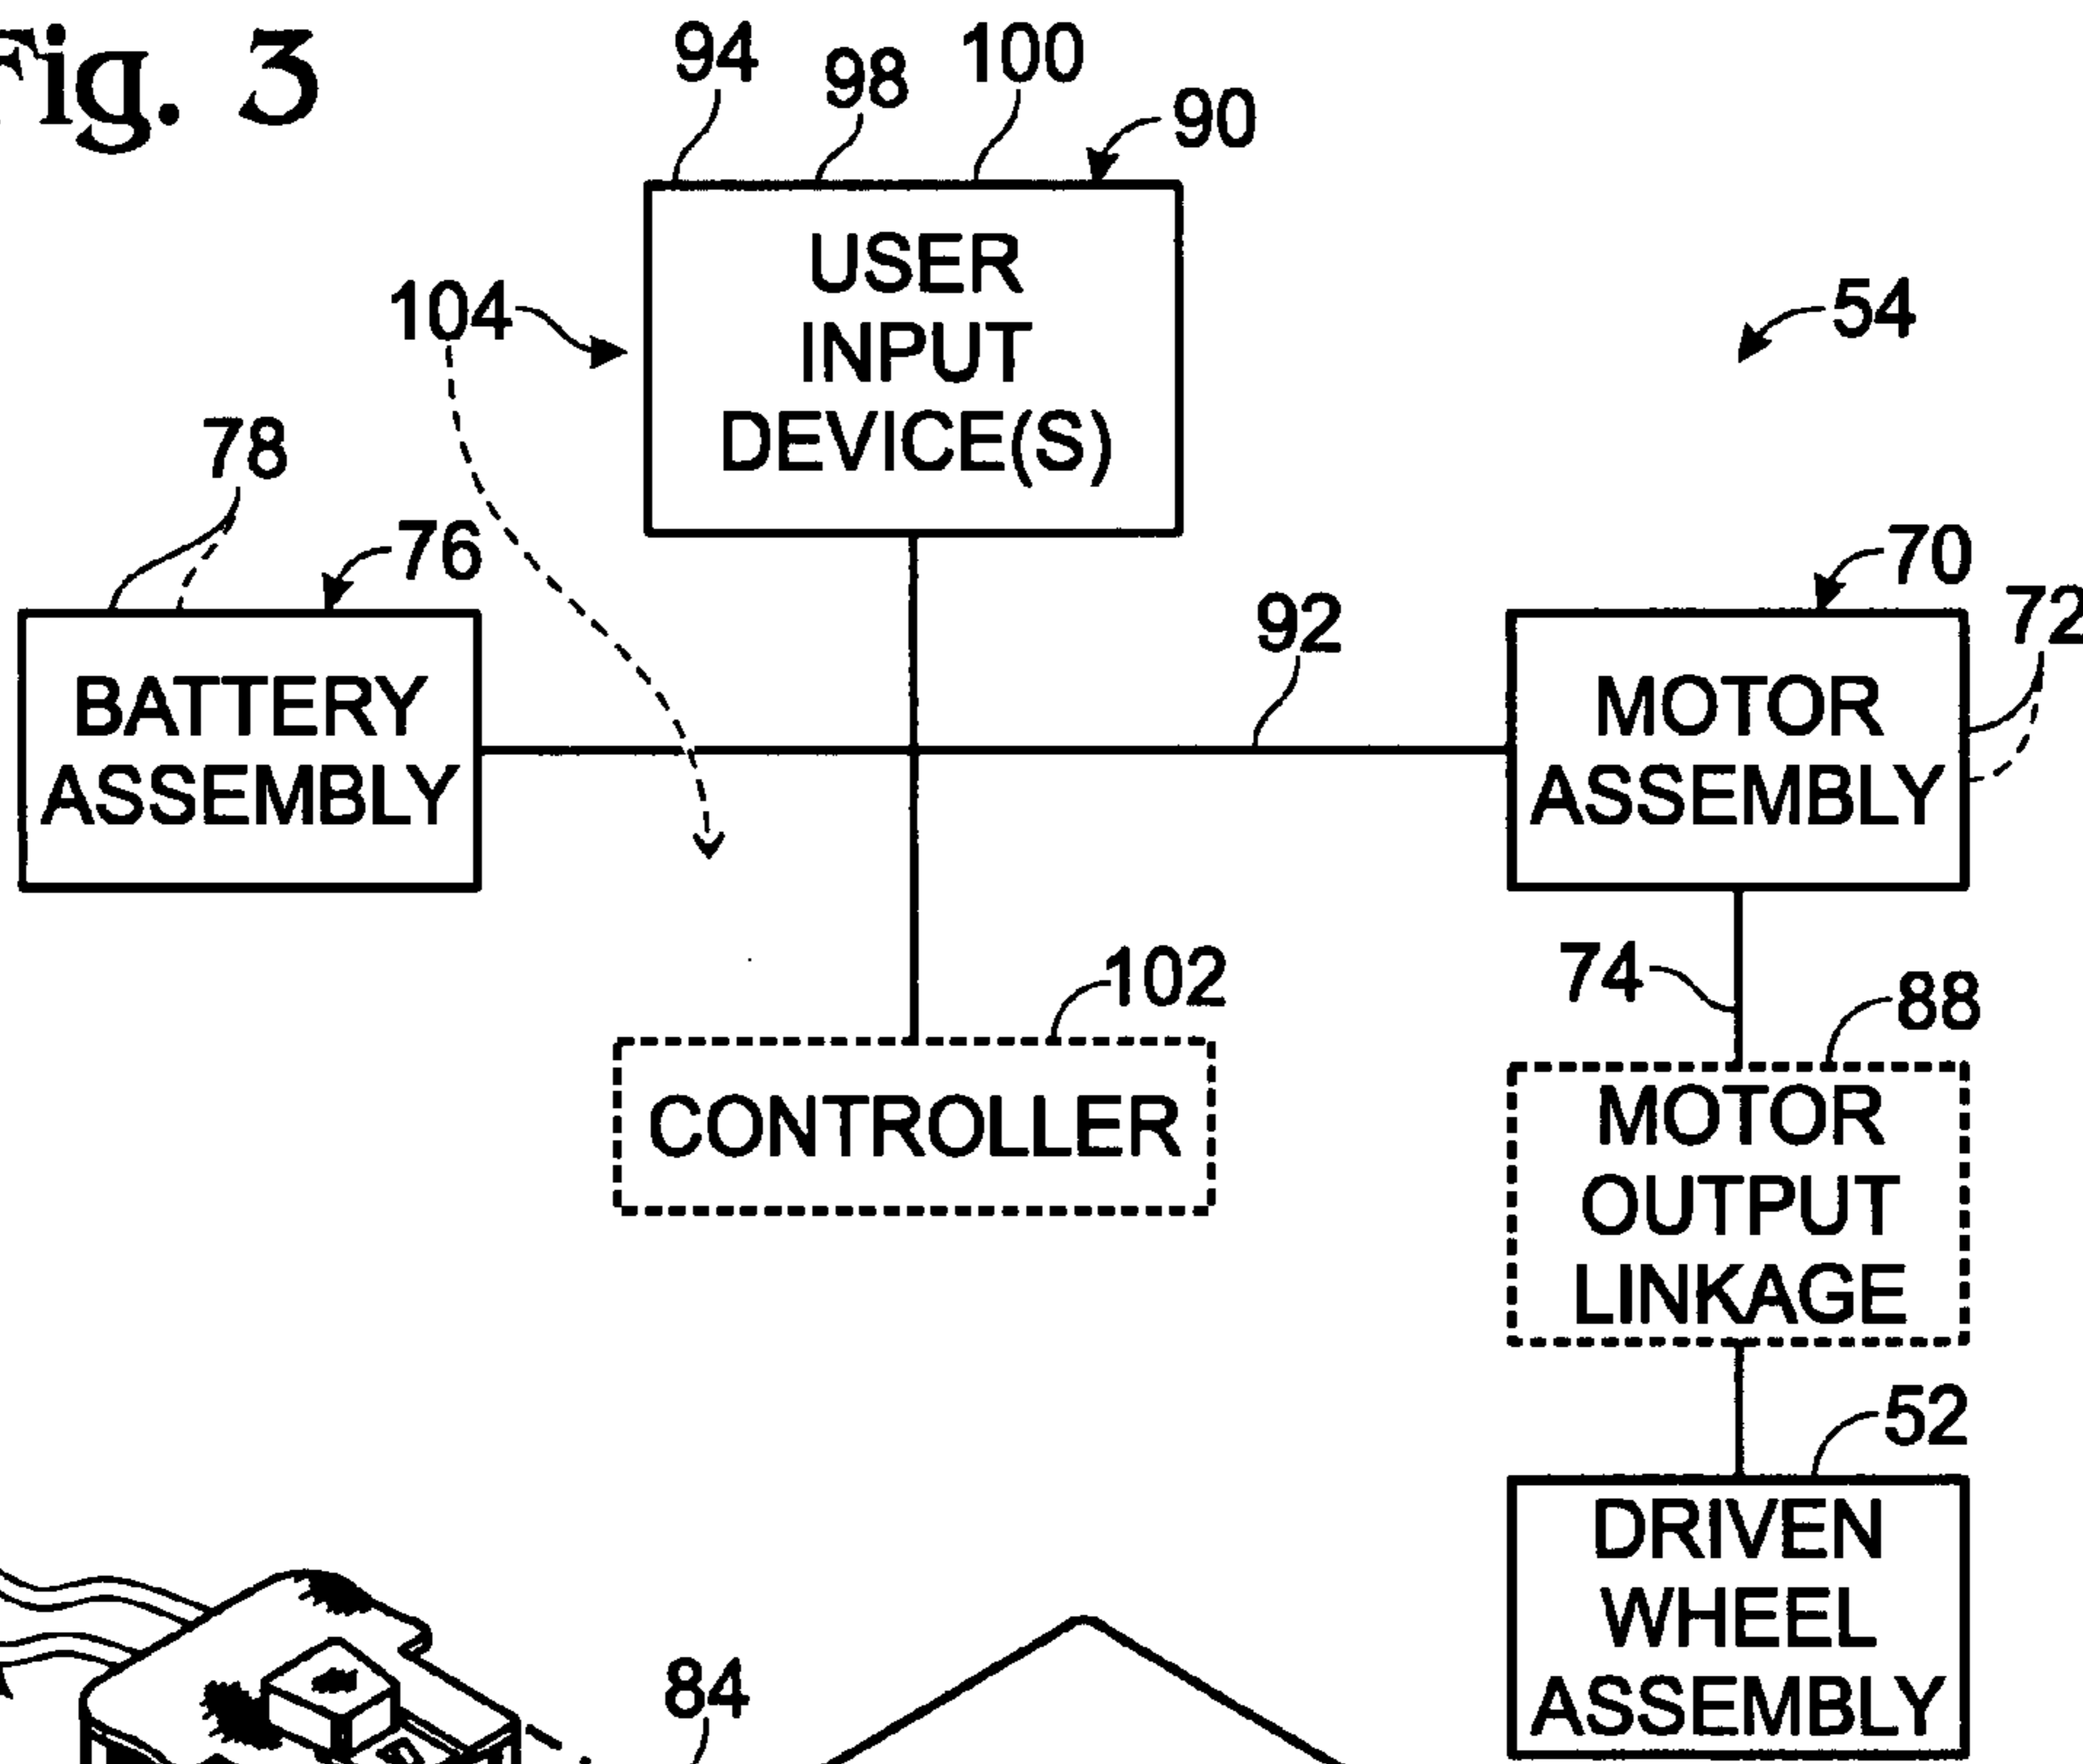 Fig. 3
94
98
100
90
USER
INPUT
DEVICE(S)
104
54
78
76
BATTERY
ASSEMBLY
92
70
72
MOTOR
ASSEMBLY
74
102
CONTROLLER
88
MOTOR
OUTPUT
LINKAGE
52
DRIVEN
WHEEL
ASSEMBLY
84